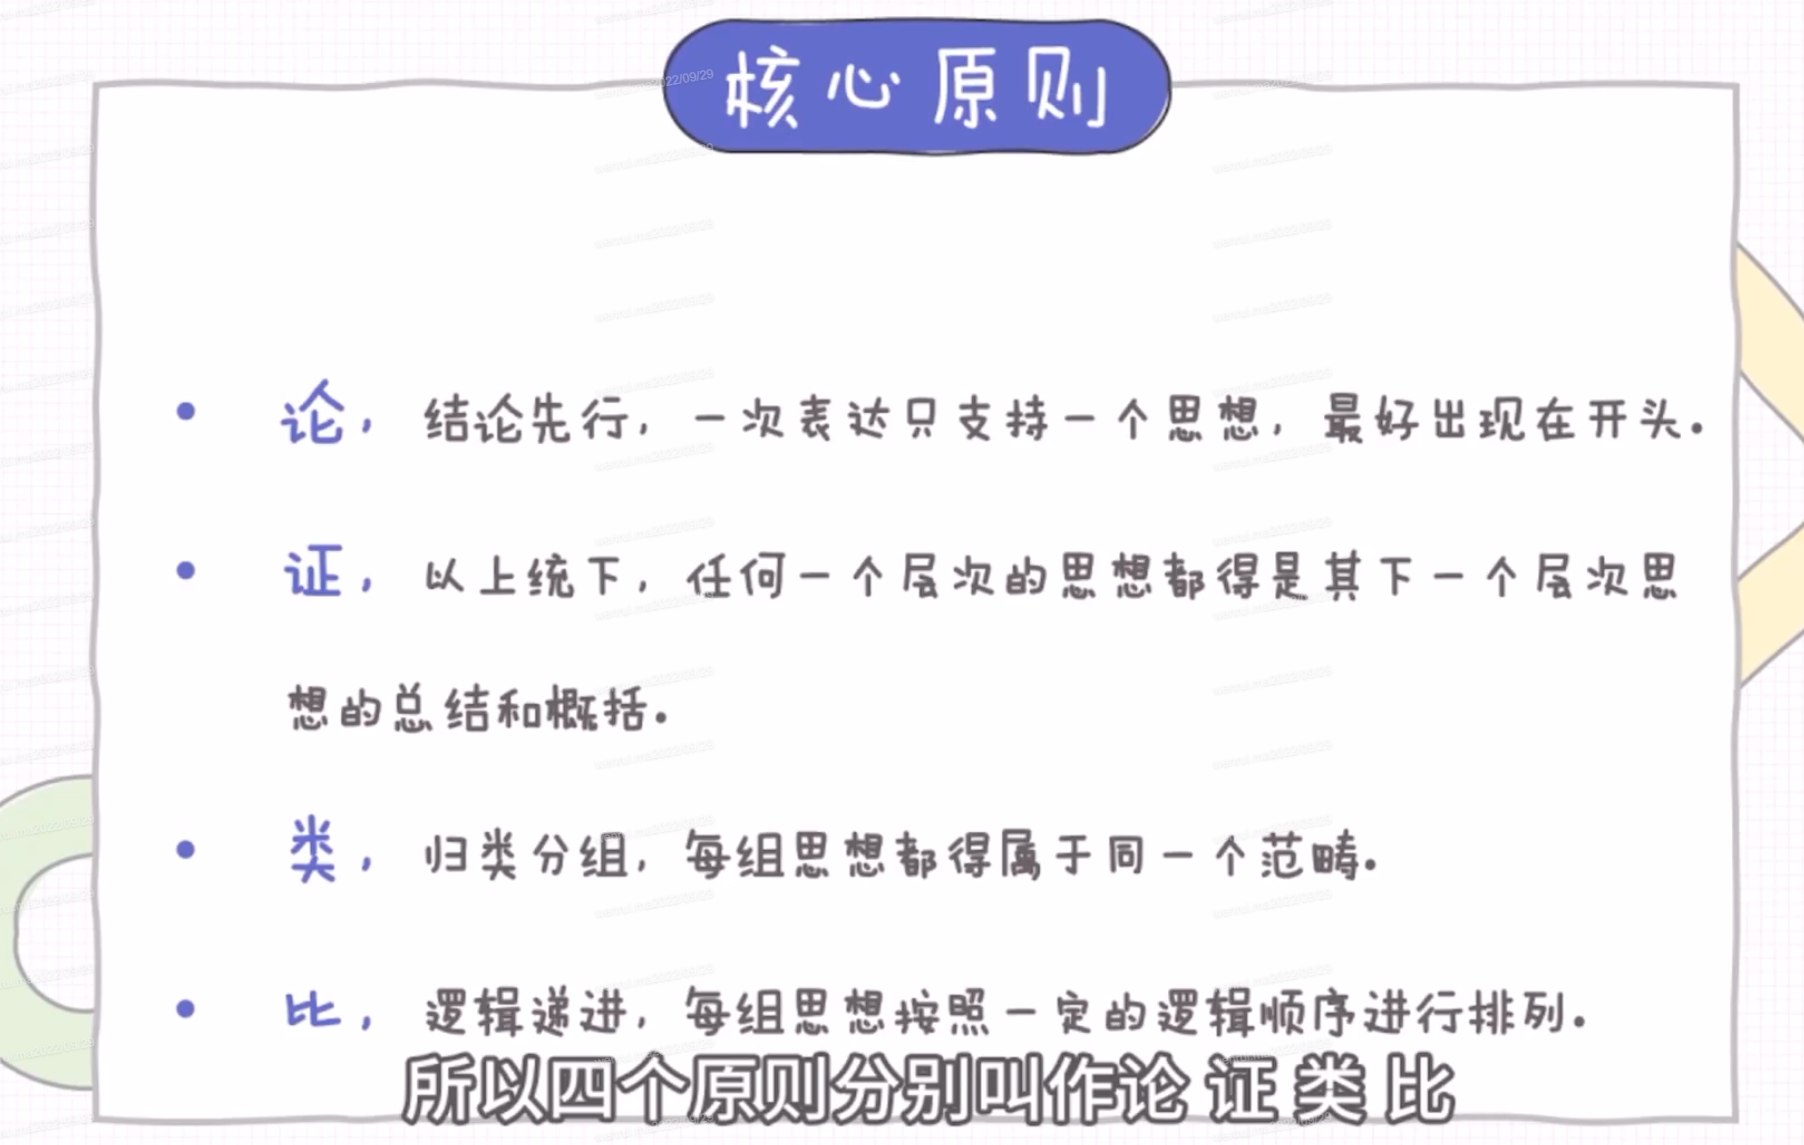 核心原则
• 论，结论先行，一次表达只支持一个思想，最好出现在开头.
• 证，以上统下，任何一个层次的思想都得是其下一个层次思
想的总结和概括.
• 类，归类分组，每组思想都得属于同一个范畴.
• 比，逻辑递进，每组思想按照一定的逻辑顺序进行排列.
所以四个原则分别叫作论 证 类 比